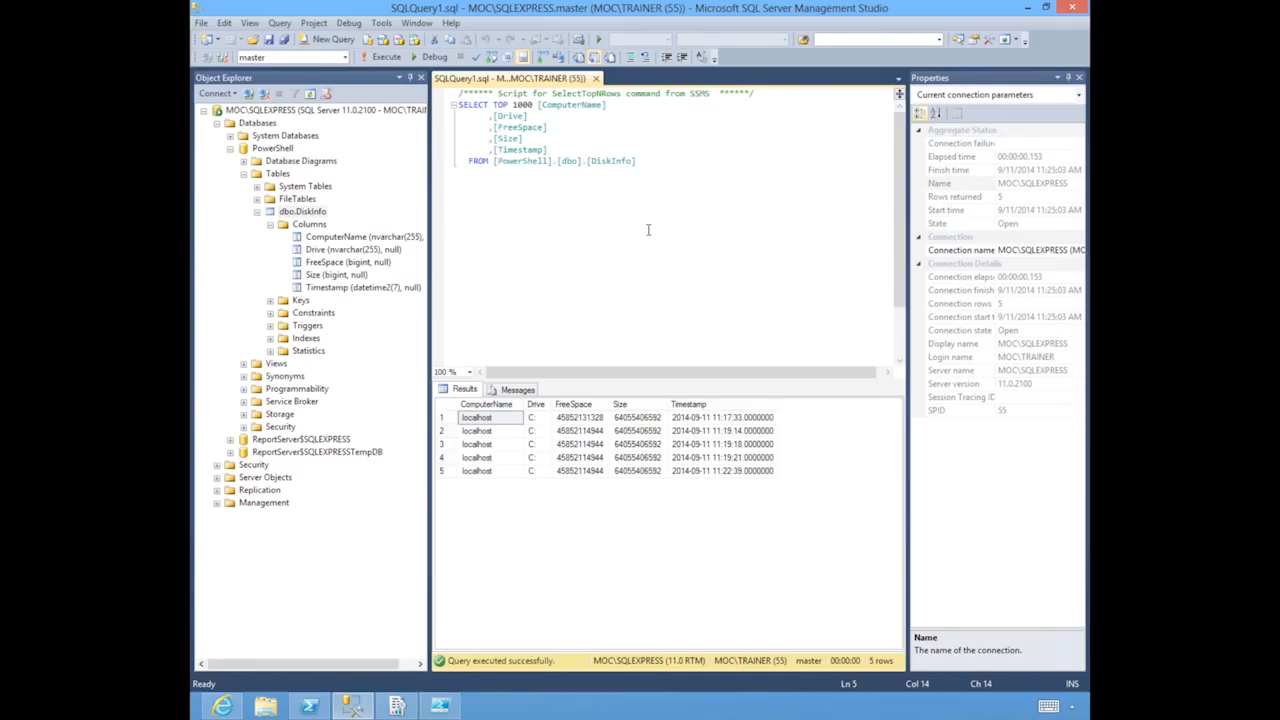 SQLQuery1.sql - MOC\SQLEXPRESS.master (MOC\TRAINER (55)) - Microsoft SQL Server Management Studio
File Edit View Query Project Debug Tools Window Help
New Query
master Execute Debug
Object Explorer
Connect
MOC\SQLEXPRESS (SQL Server 11.0.2100 - MOC\TRAI
Databases
System Databases
PowerShell
Database Diagrams
Tables
System Tables
FileTables
dbo.DiskInfo
Columns
ComputerName (nvarchar(255),
Drive (nvarchar(255), null)
FreeSpace (bigint, null)
Size (bigint, null)
Timestamp (datetime2(7), null)
Keys
Constraints
Triggers
Indexes
Statistics
Views
Synonyms
Programmability
Service Broker
Storage
Security
ReportServer$SQLEXPRESS
ReportServer$SQLEXPRESSTempDB
Security
Server Objects
Replication
Management
SQLQuery1.sql - M...MOC\TRAINER (55))
/****** Script for SelectTopNRows command from SSMS  ******/
SELECT TOP 1000 [ComputerName]
,[Drive]
,[FreeSpace]
,[Size]
,[Timestamp]
FROM [PowerShell].[dbo].[DiskInfo]
100 %
Results Messages
ComputerName Drive FreeSpace Size Timestamp
1 localhost C: 45852131328 64055406592 2014-09-11 11:17:33.0000000
2 localhost C: 45852114944 64055406592 2014-09-11 11:19:14.0000000
3 localhost C: 45852114944 64055406592 2014-09-11 11:19:18.0000000
4 localhost C: 45852114944 64055406592 2014-09-11 11:19:21.0000000
5 localhost C: 45852114944 64055406592 2014-09-11 11:22:39.0000000
Query executed successfully. MOC\SQLEXPRESS (11.0 RTM) MOC\TRAINER (55) master 00:00:00 5 rows
Properties
Current connection parameters
Aggregate Status
Connection failure
Elapsed time 00:00:00.153
Finish time 9/11/2014 11:25:03 AM
Name MOC\SQLEXPRESS
Rows returned 5
Start time 9/11/2014 11:25:03 AM
State Open
Connection
Connection name MOC\SQLEXPRESS (MO
Connection Details
Connection elaps 00:00:00.153
Connection finish 9/11/2014 11:25:03 AM
Connection rows 5
Connection start t 9/11/2014 11:25:03 AM
Connection state Open
Display name MOC\SQLEXPRESS
Login name MOC\TRAINER
Server name MOC\SQLEXPRESS
Server version 11.0.2100
Session Tracing ID
SPID 55
Name
The name of the connection.
Ready Ln 5 Col 14 Ch 14 INS